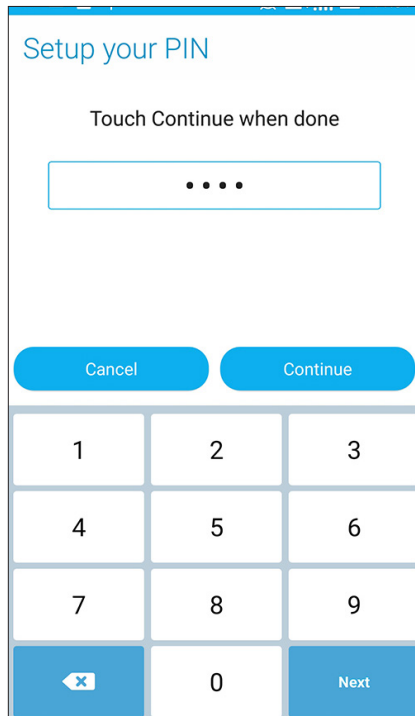 Setup your PIN
Touch Continue when done
••••
Cancel Continue
1 2 3
4 5 6
7 8 9
0 Next